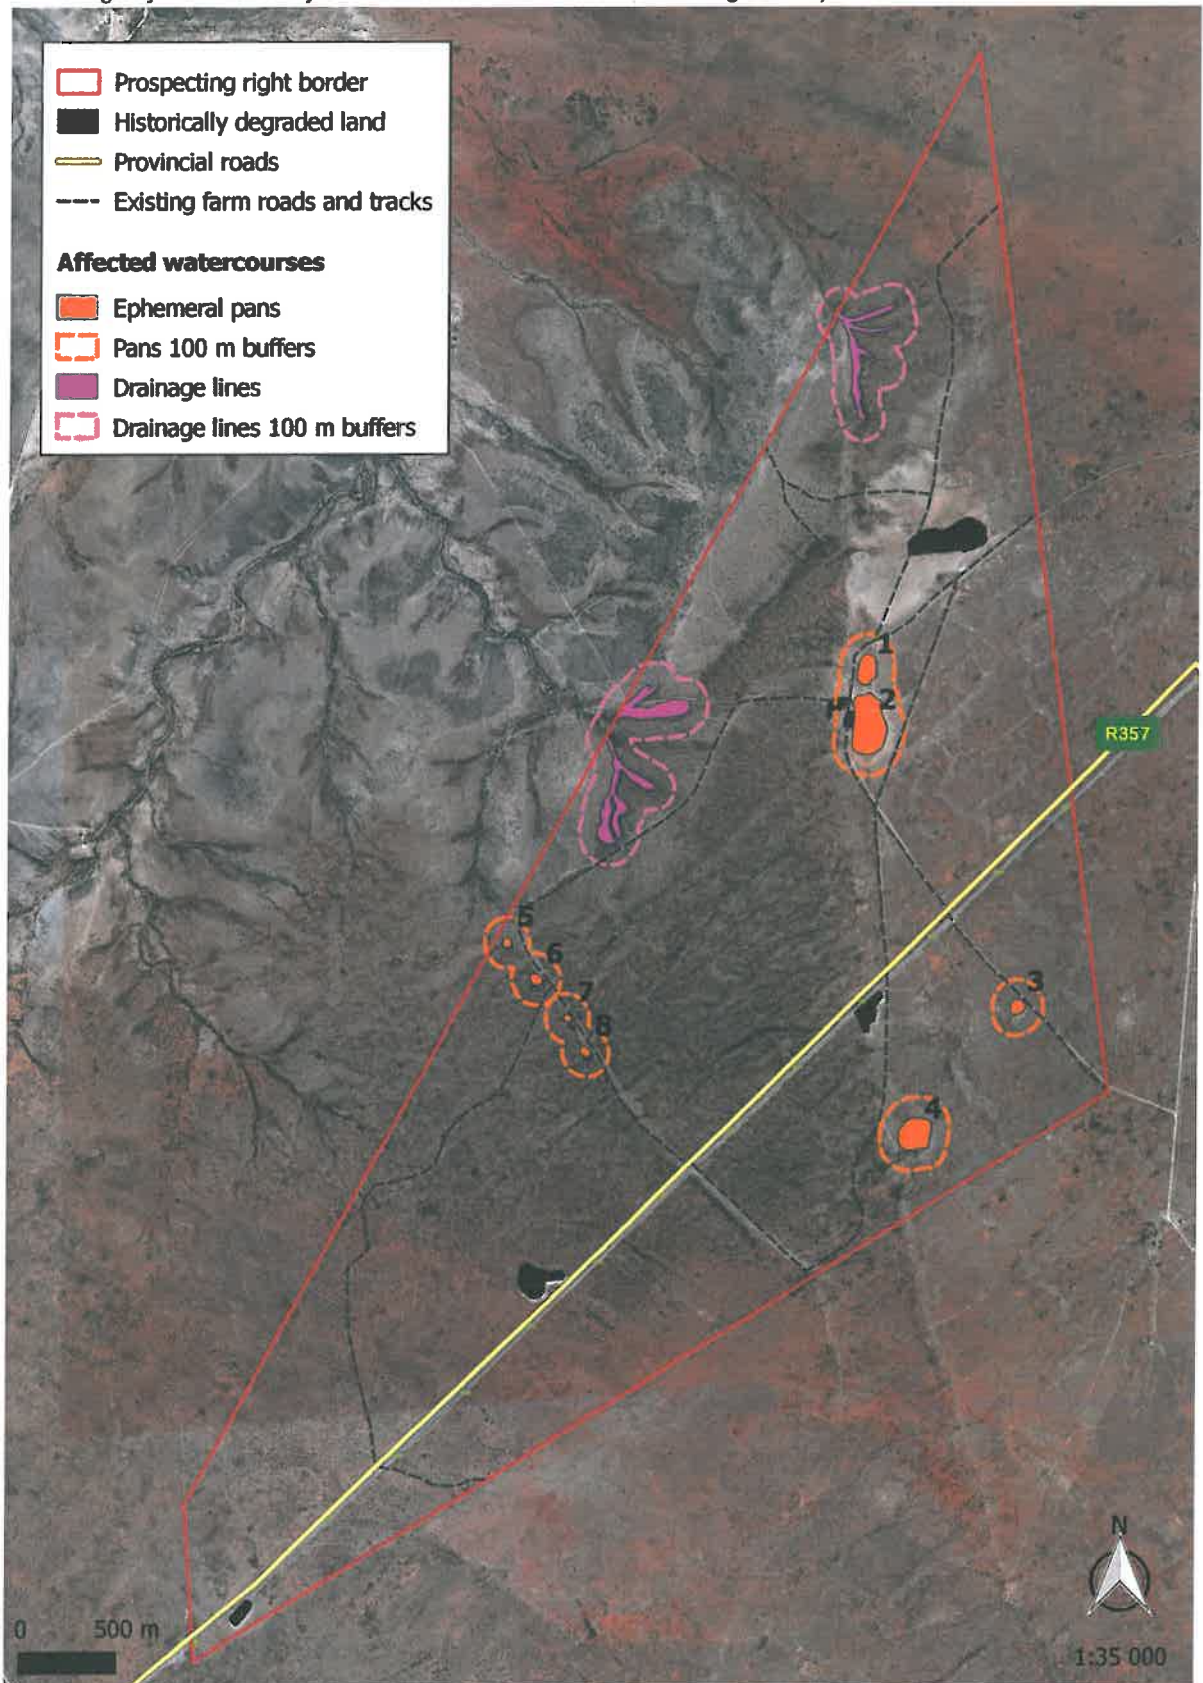 Prospecting right border
Historically degraded land
Provincial roads
Existing farm roads and tracks
Affected watercourses
Ephemeral pans
Pans 100 m buffers
Drainage lines
Drainage lines 100 m buffers
1
2
R357
5
6
7
8
3
4
N
0 500 m
1:35 000